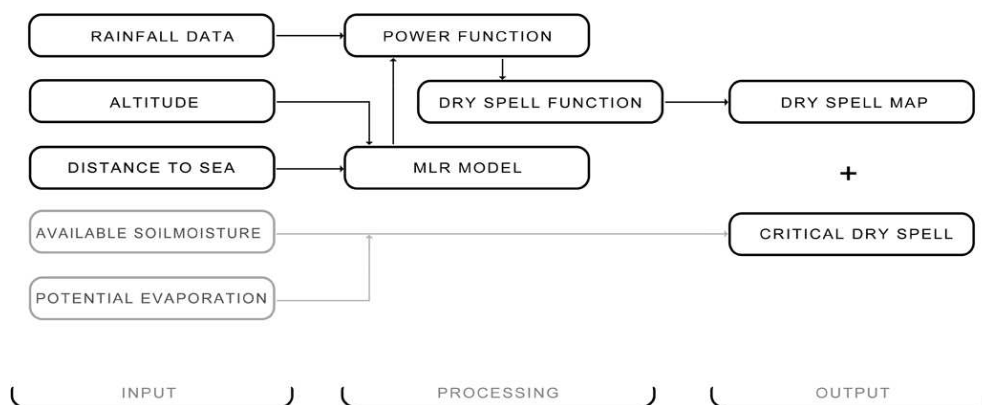 RAINFALL DATA
POWER FUNCTION
ALTITUDE
DRY SPELL FUNCTION
DRY SPELL MAP
DISTANCE TO SEA
MLR MODEL
+
AVAILABLE SOILMOISTURE
CRITICAL DRY SPELL
POTENTIAL EVAPORATION
INPUT
PROCESSING
OUTPUT